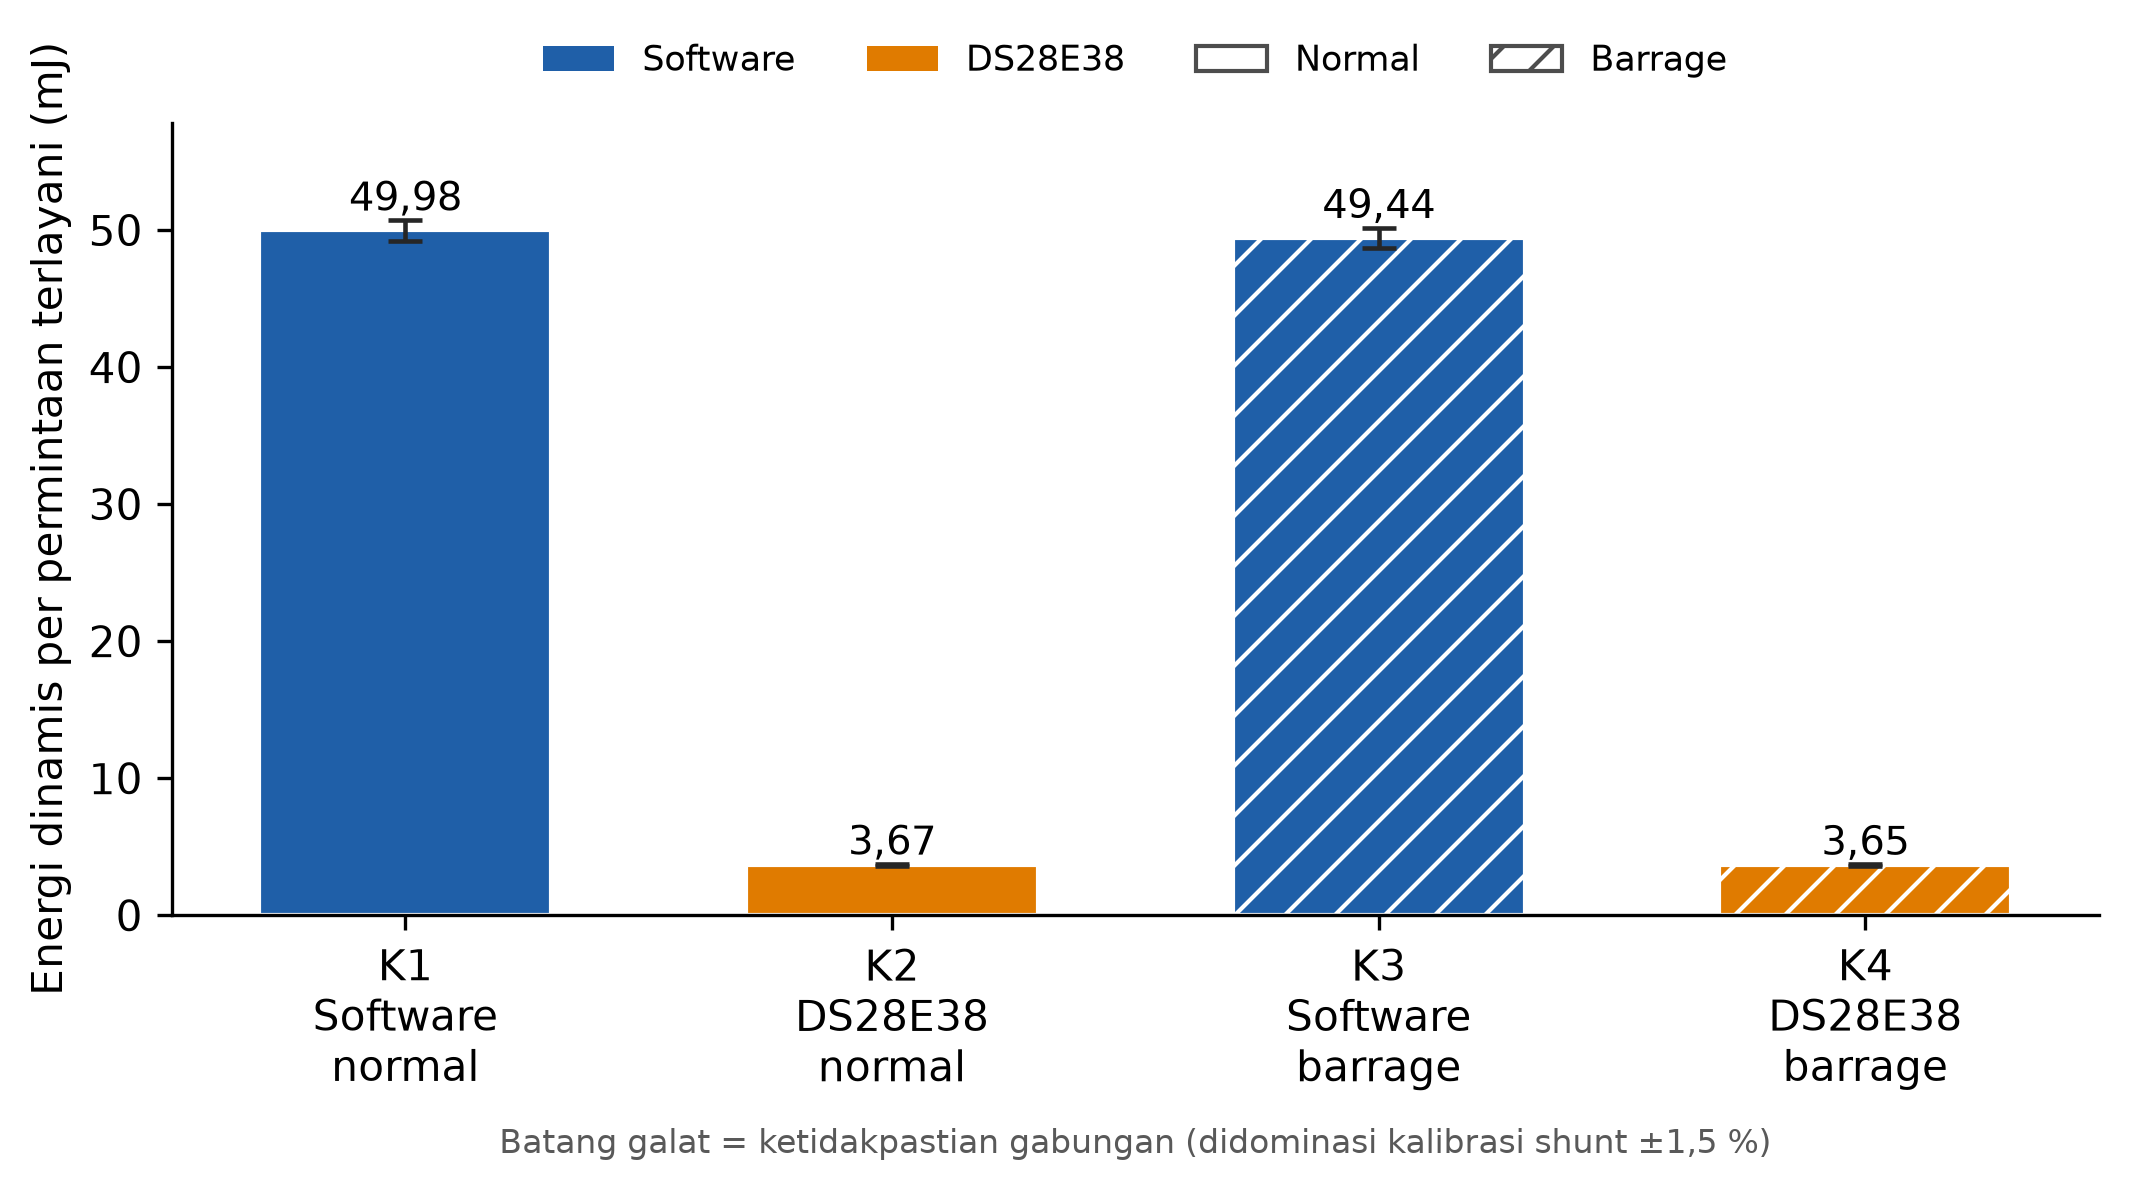 Software DS28E38 Normal Barrage
Energi dinamis per permintaan terlayani (mJ)
50
40
30
20
10
0
49,98
3,67
49,44
3,65
K1
Software
normal
K2
DS28E38
normal
K3
Software
barrage
K4
DS28E38
barrage
Batang galat = ketidakpastian gabungan (didominasi kalibrasi shunt ±1,5 %)